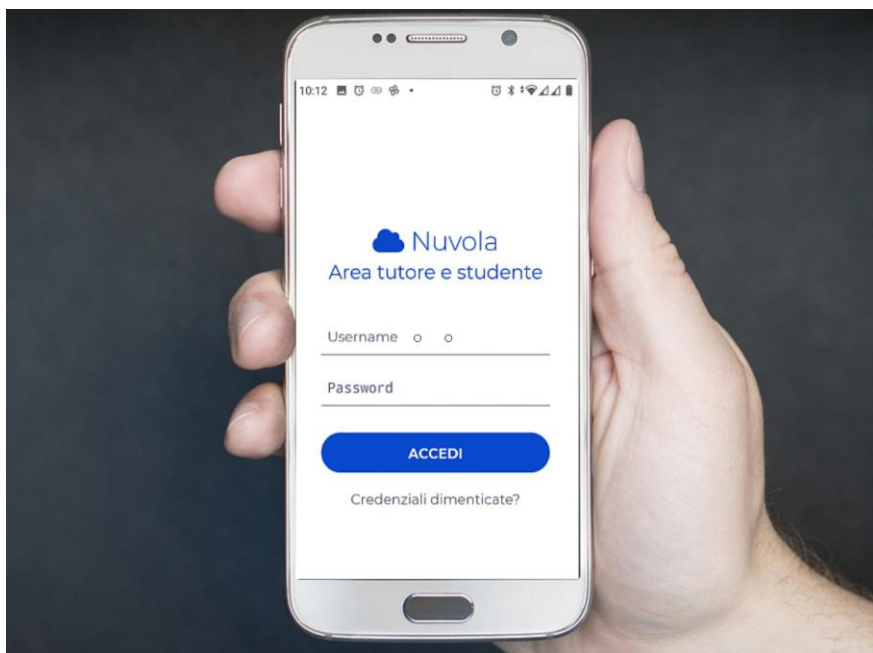 10:12
Nuvola
Area tutore e studente
Username
Password
ACCEDI
Credenziali dimenticate?